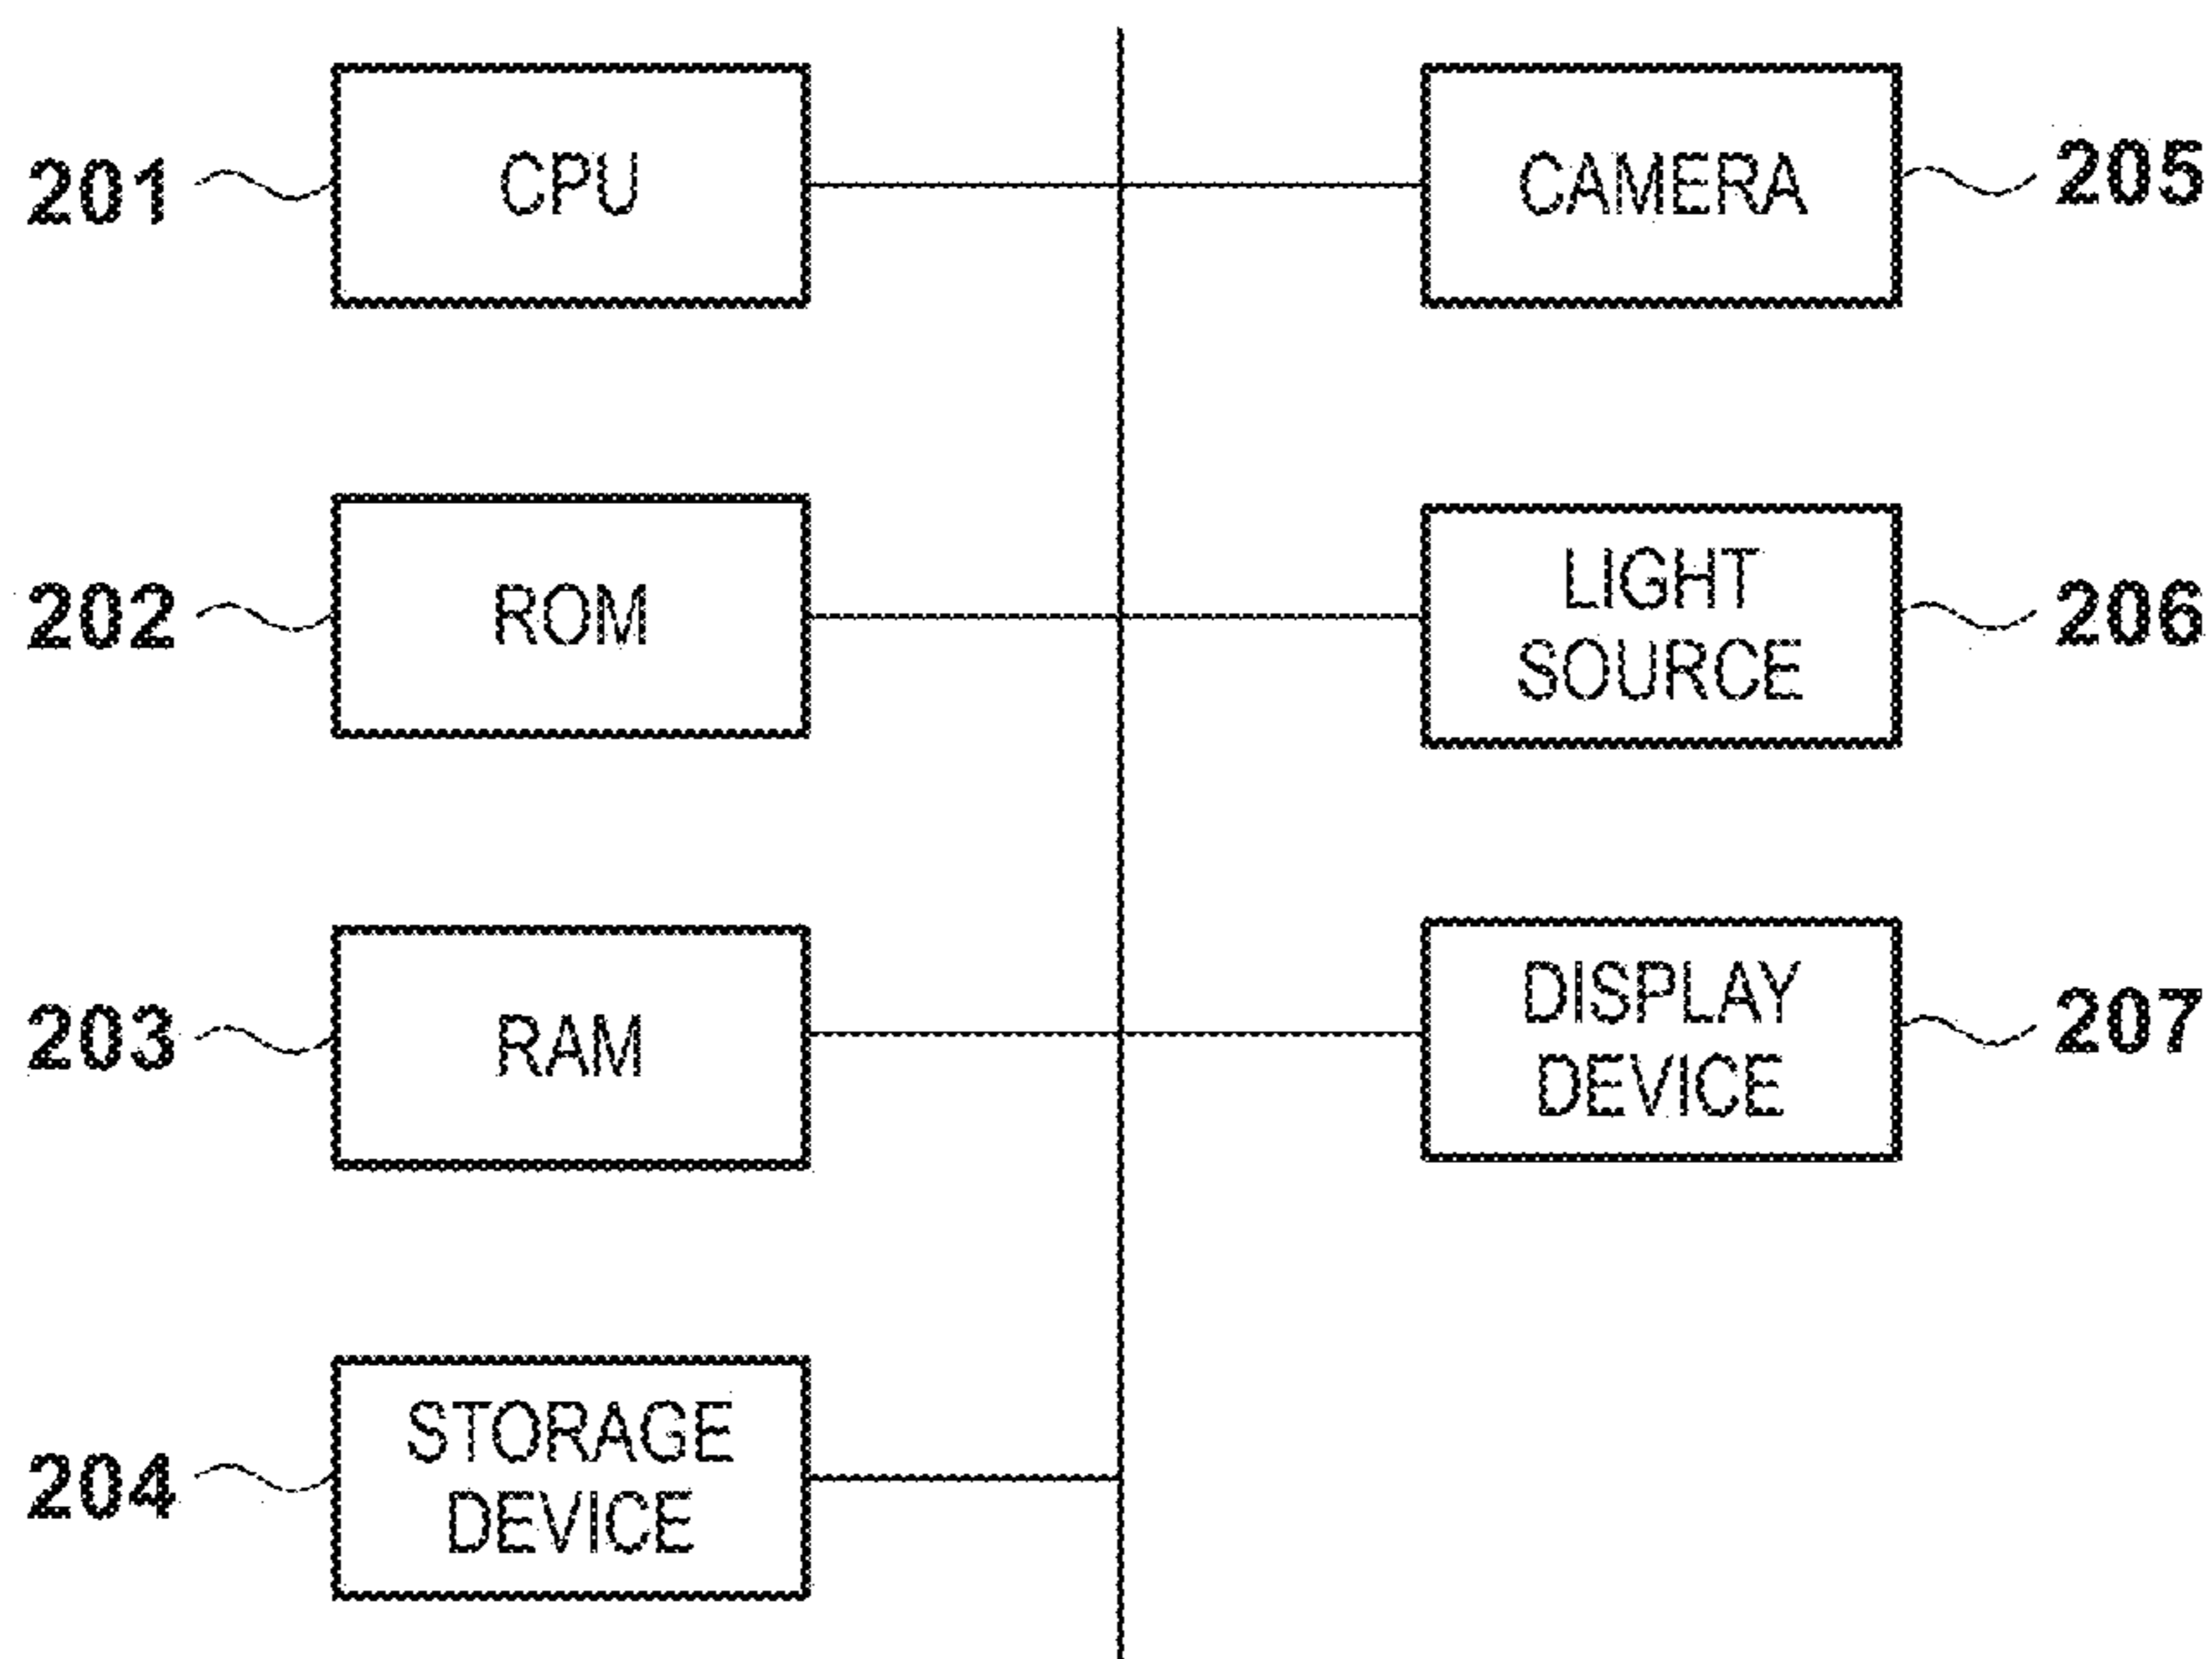 201
CPU
CAMERA
205
202
ROM
LIGHT
SOURCE
206
203
RAM
DISPLAY
DEVICE
207
204
STORAGE
DEVICE